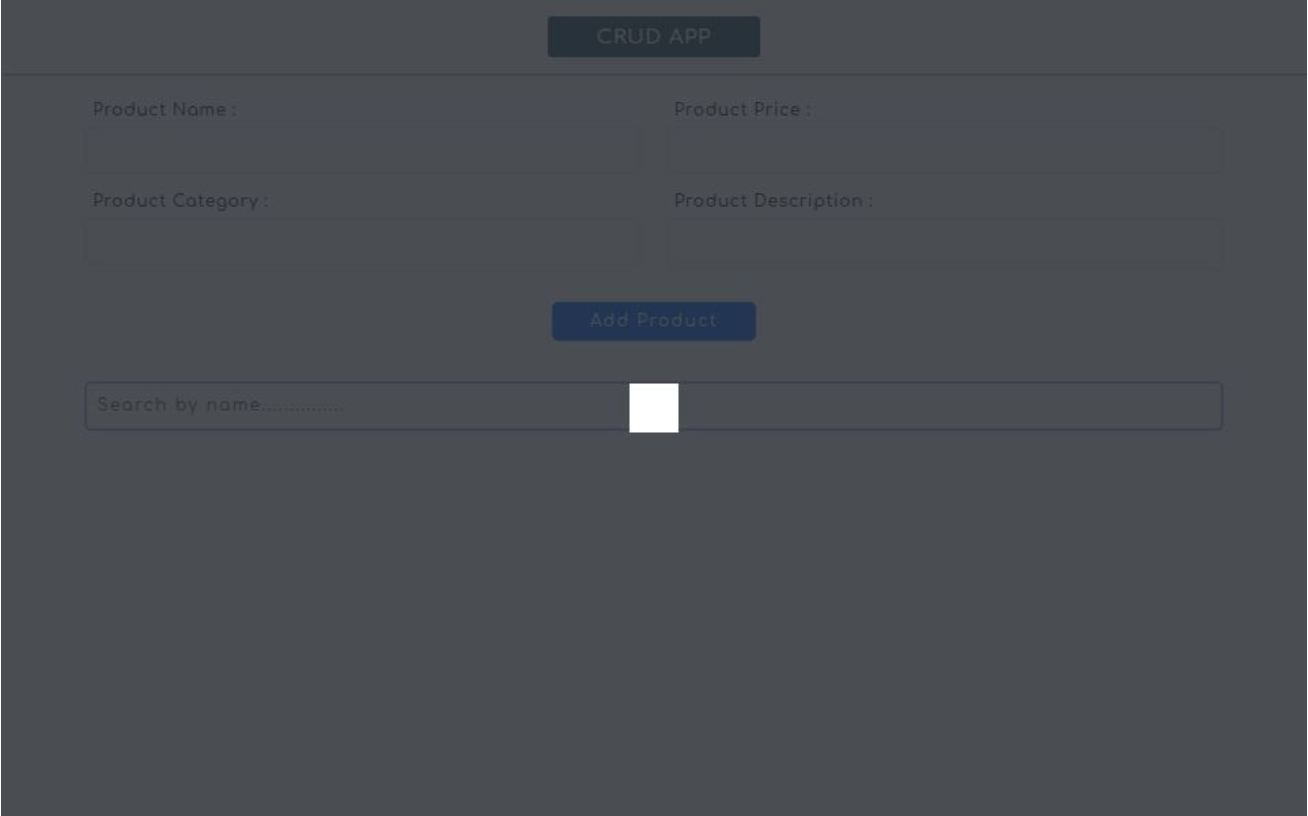 CRUD APP
Product Name :
Product Price :
Product Category :
Product Description :
Add Product
Search by name...............